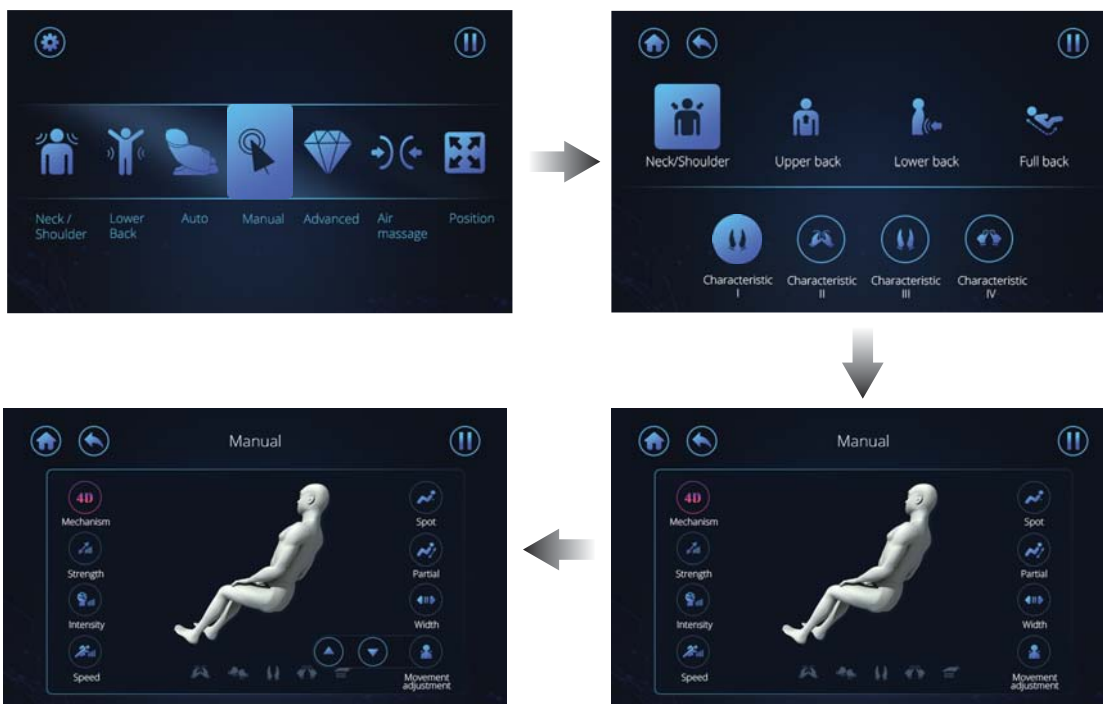 Neck /
Shoulder
Lower
Back
Auto
Manual
Advanced
Air
massage
Position
Neck/Shoulder
Upper back
Lower back
Full back
Characteristic
I
Characteristic
II
Characteristic
III
Characteristic
IV
Manual
4D
Mechanism
Strength
Intensity
Speed
Spot
Partial
Width
Movement
adjustment
Manual
4D
Mechanism
Strength
Intensity
Speed
Spot
Partial
Width
Movement
adjustment